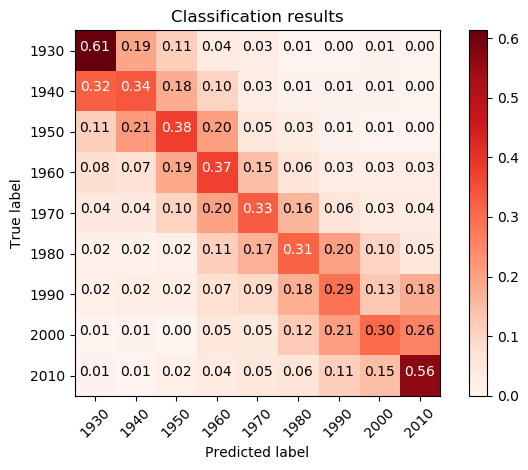 Classification results
1930 0.61 0.19 0.11 0.04 0.03 0.01 0.00 0.01 0.00
1940 0.32 0.34 0.18 0.10 0.03 0.01 0.01 0.01 0.00
1950 0.11 0.21 0.38 0.20 0.05 0.03 0.01 0.01 0.00
1960 0.08 0.07 0.19 0.37 0.15 0.06 0.03 0.03 0.03
1970 0.04 0.04 0.10 0.20 0.33 0.16 0.06 0.03 0.04
1980 0.02 0.02 0.02 0.11 0.17 0.31 0.20 0.10 0.05
1990 0.02 0.02 0.02 0.07 0.09 0.18 0.29 0.13 0.18
2000 0.01 0.01 0.00 0.05 0.05 0.12 0.21 0.30 0.26
2010 0.01 0.01 0.02 0.04 0.05 0.06 0.11 0.15 0.56
True label
1930 1940 1950 1960 1970 1980 1990 2000 2010
Predicted label
0.6
0.5
0.4
0.3
0.2
0.1
0.0